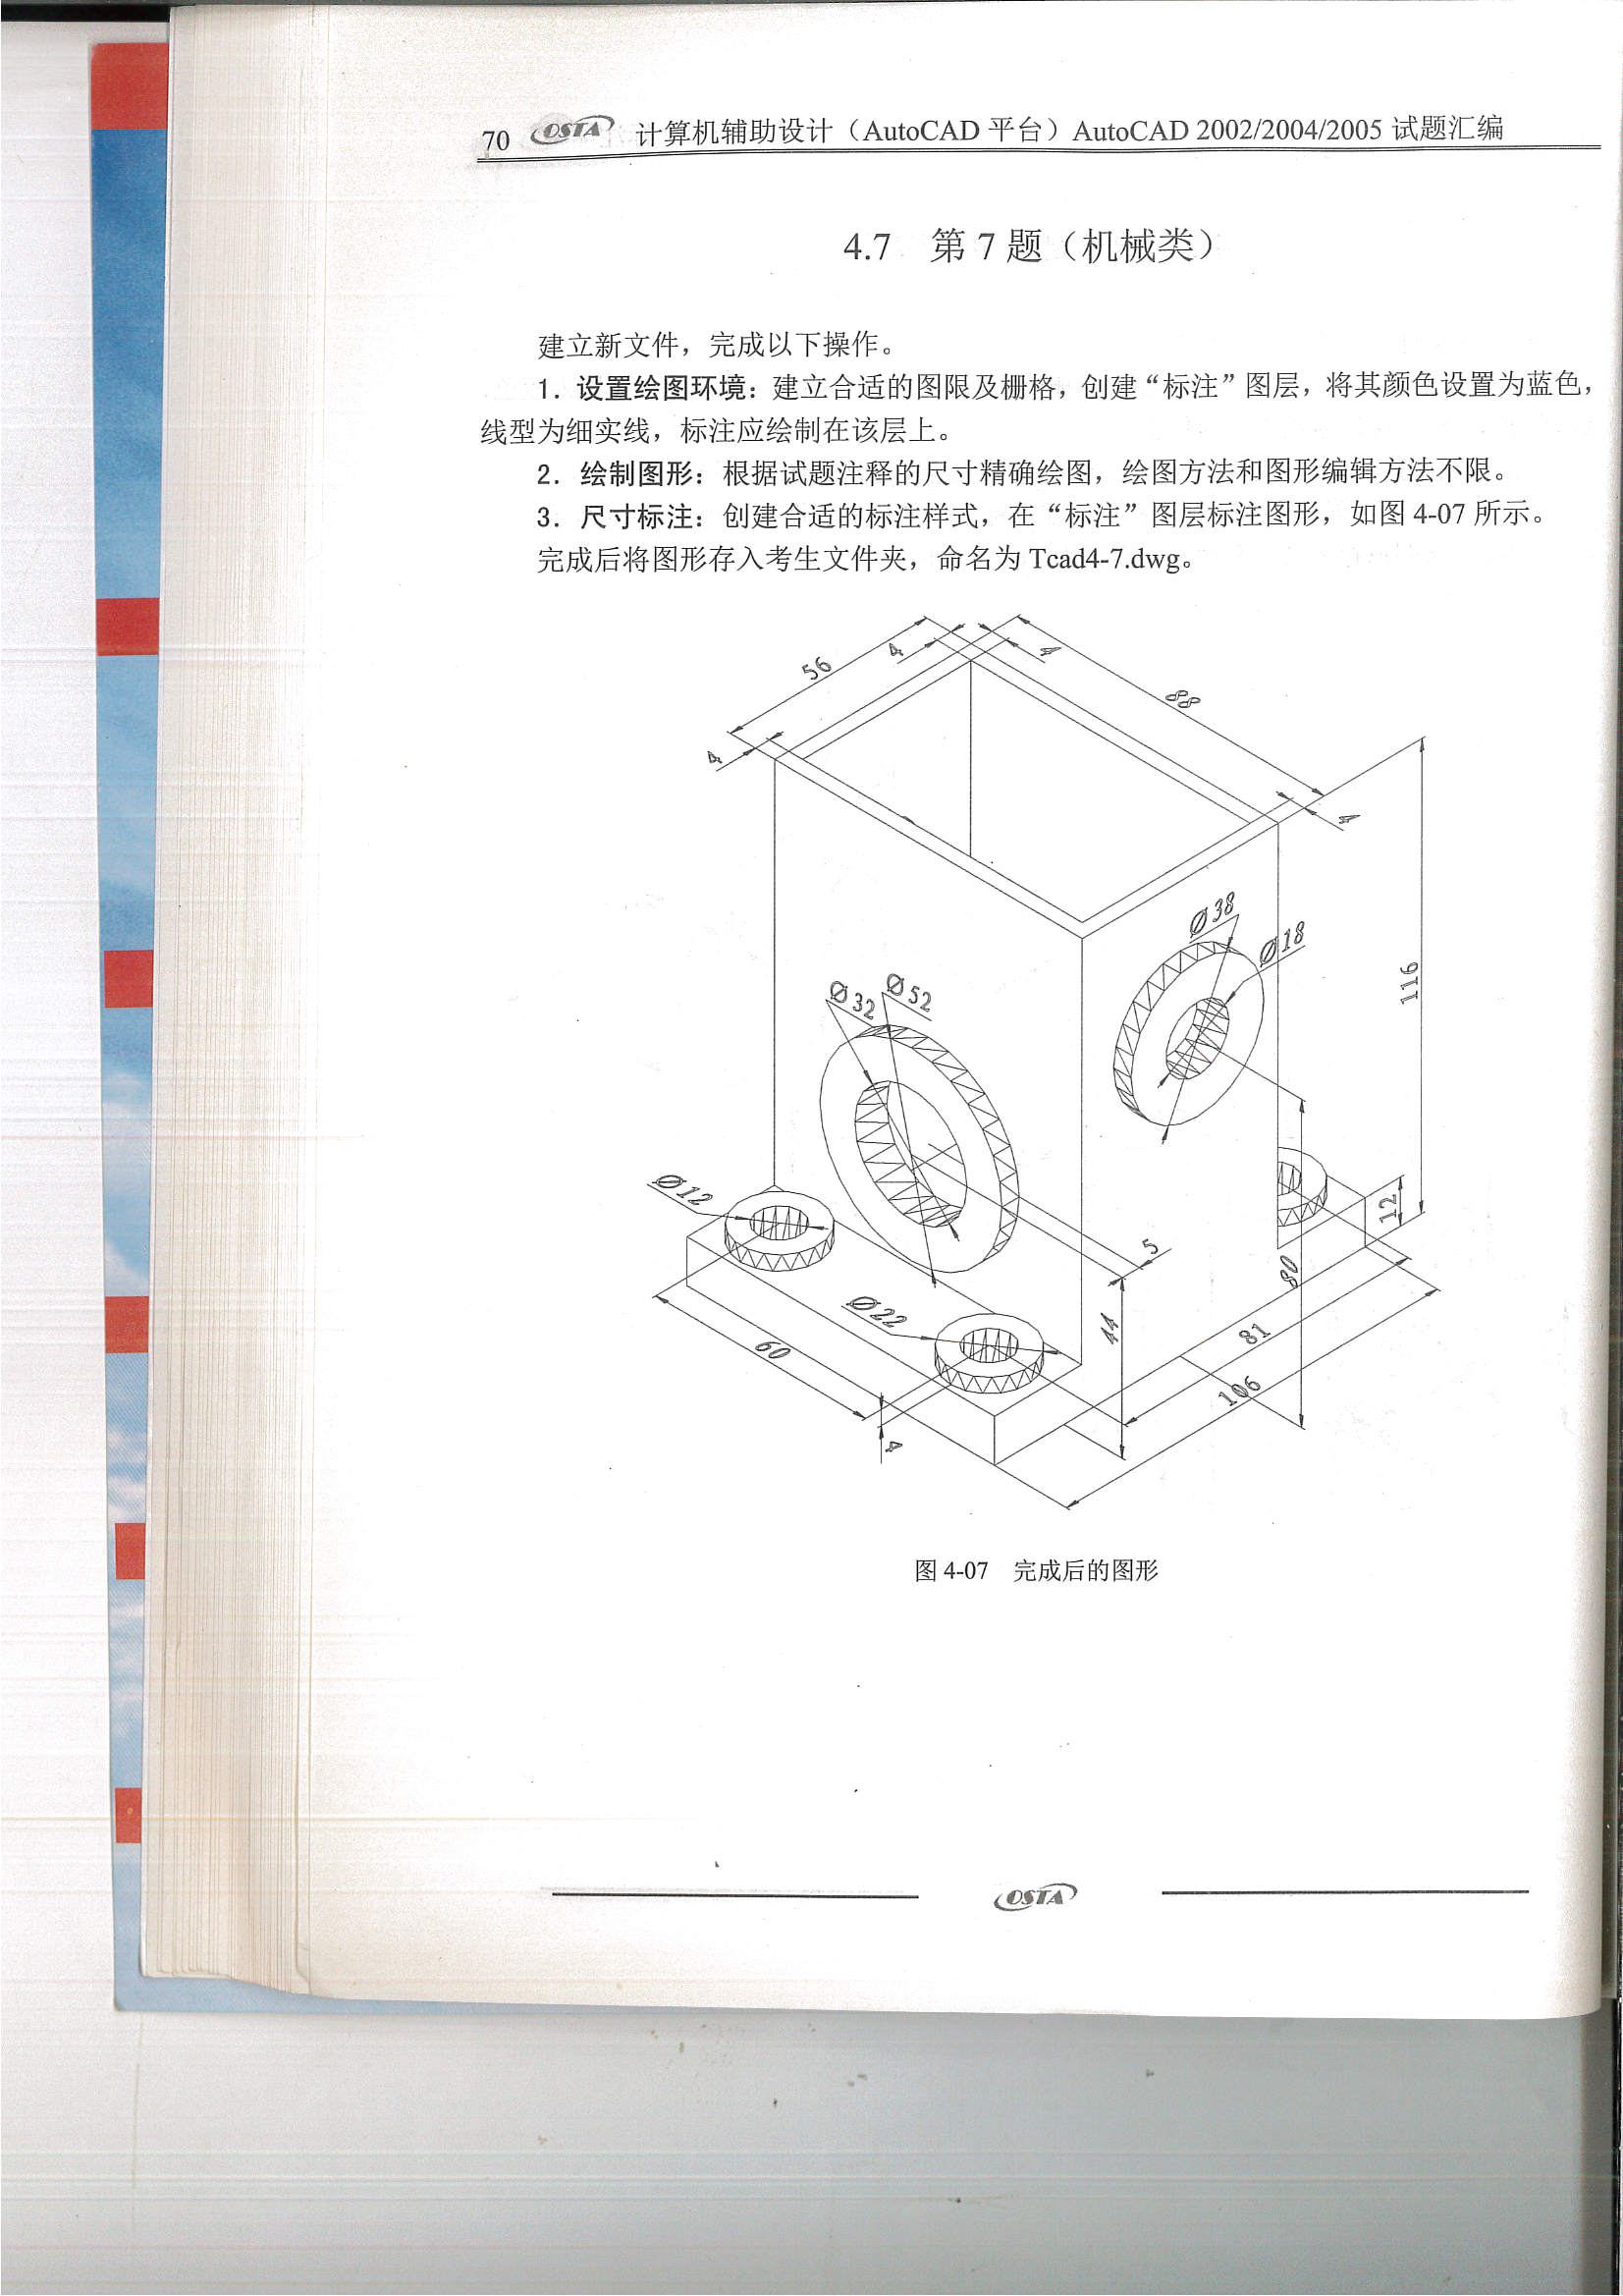 70 OSTA 计算机辅助设计（AutoCAD 平台）AutoCAD 2002/2004/2005 试题汇编
4.7 第 7 题（机械类）
建立新文件，完成以下操作。
1．设置绘图环境：建立合适的图限及栅格，创建“标注”图层，将其颜色设置为蓝色，
线型为细实线，标注应绘制在该层上。
2．绘制图形：根据试题注释的尺寸精确绘图，绘图方法和图形编辑方法不限。
3．尺寸标注：创建合适的标注样式，在“标注”图层标注图形，如图 4-07 所示。
完成后将图形存入考生文件夹，命名为 Tcad4-7.dwg。
56
4
4
88
4
4
Ø38
Ø18
116
Ø32
Ø52
Ø12
12
5
80
Ø22
44
81
60
106
4
图 4-07 完成后的图形
OSTA